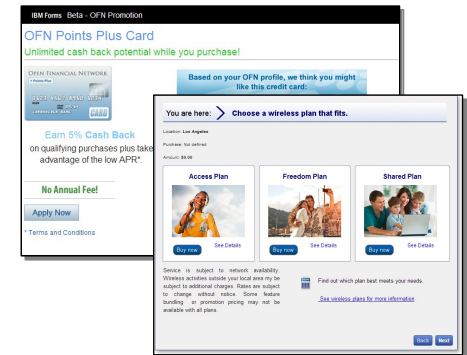 IBM Forms Beta - OFN Promotion
OFN Points Plus Card
Unlimited cash back potential while you purchase!
OPEN FINANCIAL NETWORK
Points Plus
CARD
Based on your OFN profile, we think you might
like this credit card:
Earn 5% Cash Back
on qualifying purchases plus take
advantage of the low APR*.
No Annual Fee!
Apply Now
* Terms and Conditions
You are here: Choose a wireless plan that fits.
Location: Los Angeles
Purchase: Not defined
Amount: $0.00
Access Plan
Buy now See Details
Freedom Plan
Buy now See Details
Shared Plan
Buy now See Details
Service is subject to network availability.
Wireless activities outside your local area my be
subject to additional charges. Rates are subject
to change without notice. Some feature
bundling or promotion pricing may not be
available with all plans.
Find out which plan best meets your needs.
See wireless plans for more information
Back Next